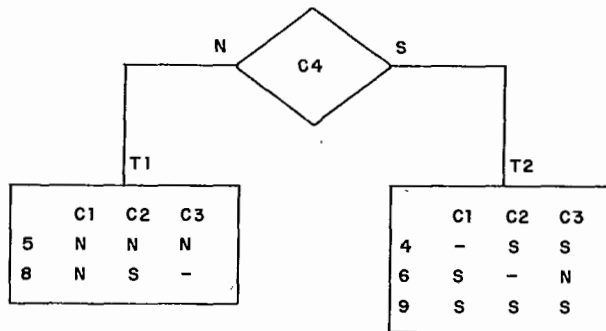 N C4 S
T1 T2
C1 C2 C3
5 N N N
8 N S -
C1 C2 C3
4 - S S
6 S - N
9 S S S